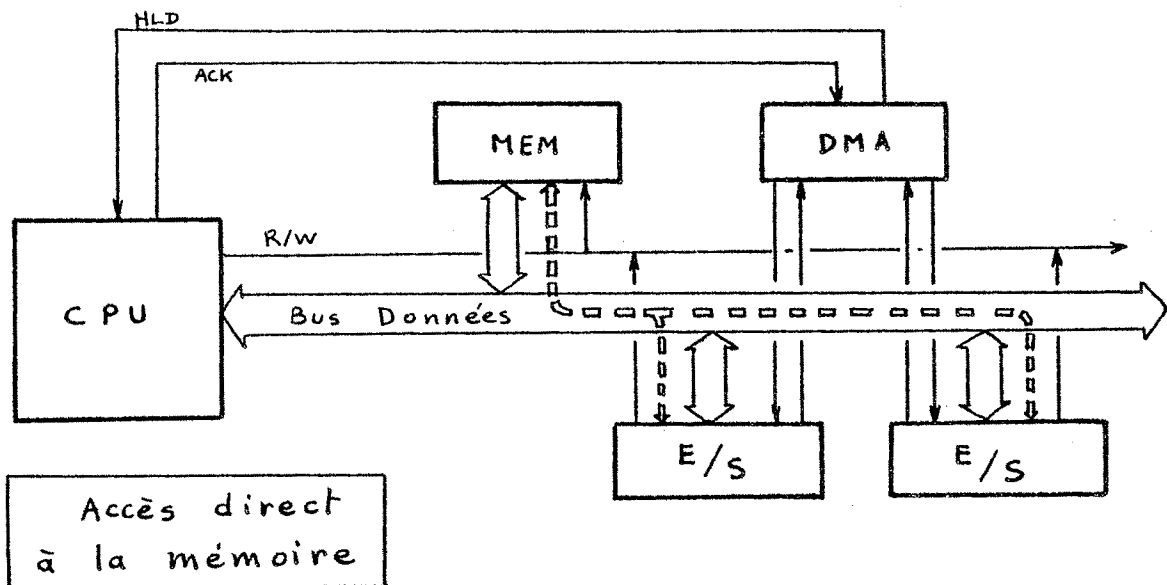 HLD
ACK
MEM
DMA
R/W
CPU
Bus Données
E/S
E/S
Accès direct
à la mémoire